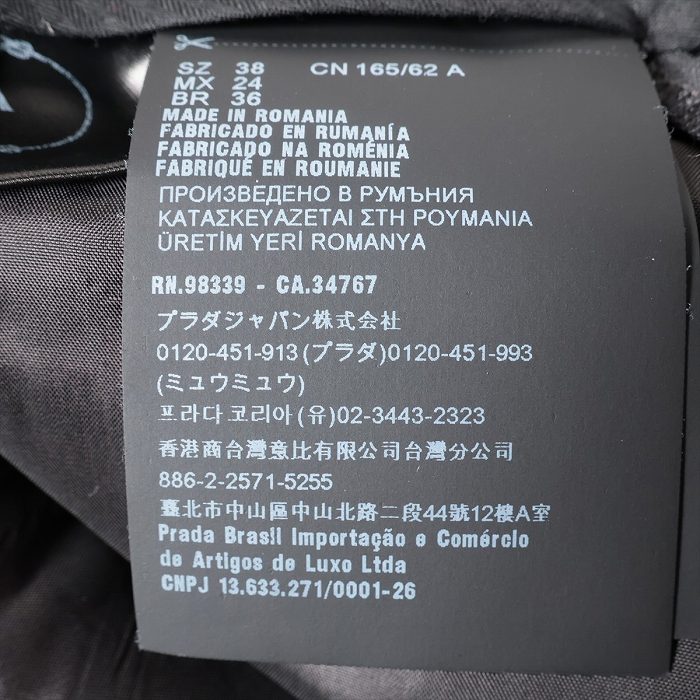 SZ 38 CN 165/62 A
MX 24
BR 36
MADE IN ROMANIA
FABRICADO EN RUMANÍA
FABRICADO NA ROMÉNIA
FABRIQUÉ EN ROUMANIE
ПРОИЗВЕДЕНО В РУМЪНИЯ
ΚΑΤΑΣΚΕΥΑΖΕΤΑΙ ΣΤΗ ΡΟΥΜΑΝΙΑ
ÜRETİM YERİ ROMANYA
RN.98339 - CA.34767
プラダジャパン株式会社
0120-451-913(プラダ)0120-451-993
(ミュウミュウ)
프라다코리아(유)02-3443-2323
香港商台灣意比有限公司台灣分公司
886-2-2571-5255
臺北市中山區中山北路二段44號12樓A室
Prada Brasil Importação e Comércio
de Artigos de Luxo Ltda
CNPJ 13.633.271/0001-26